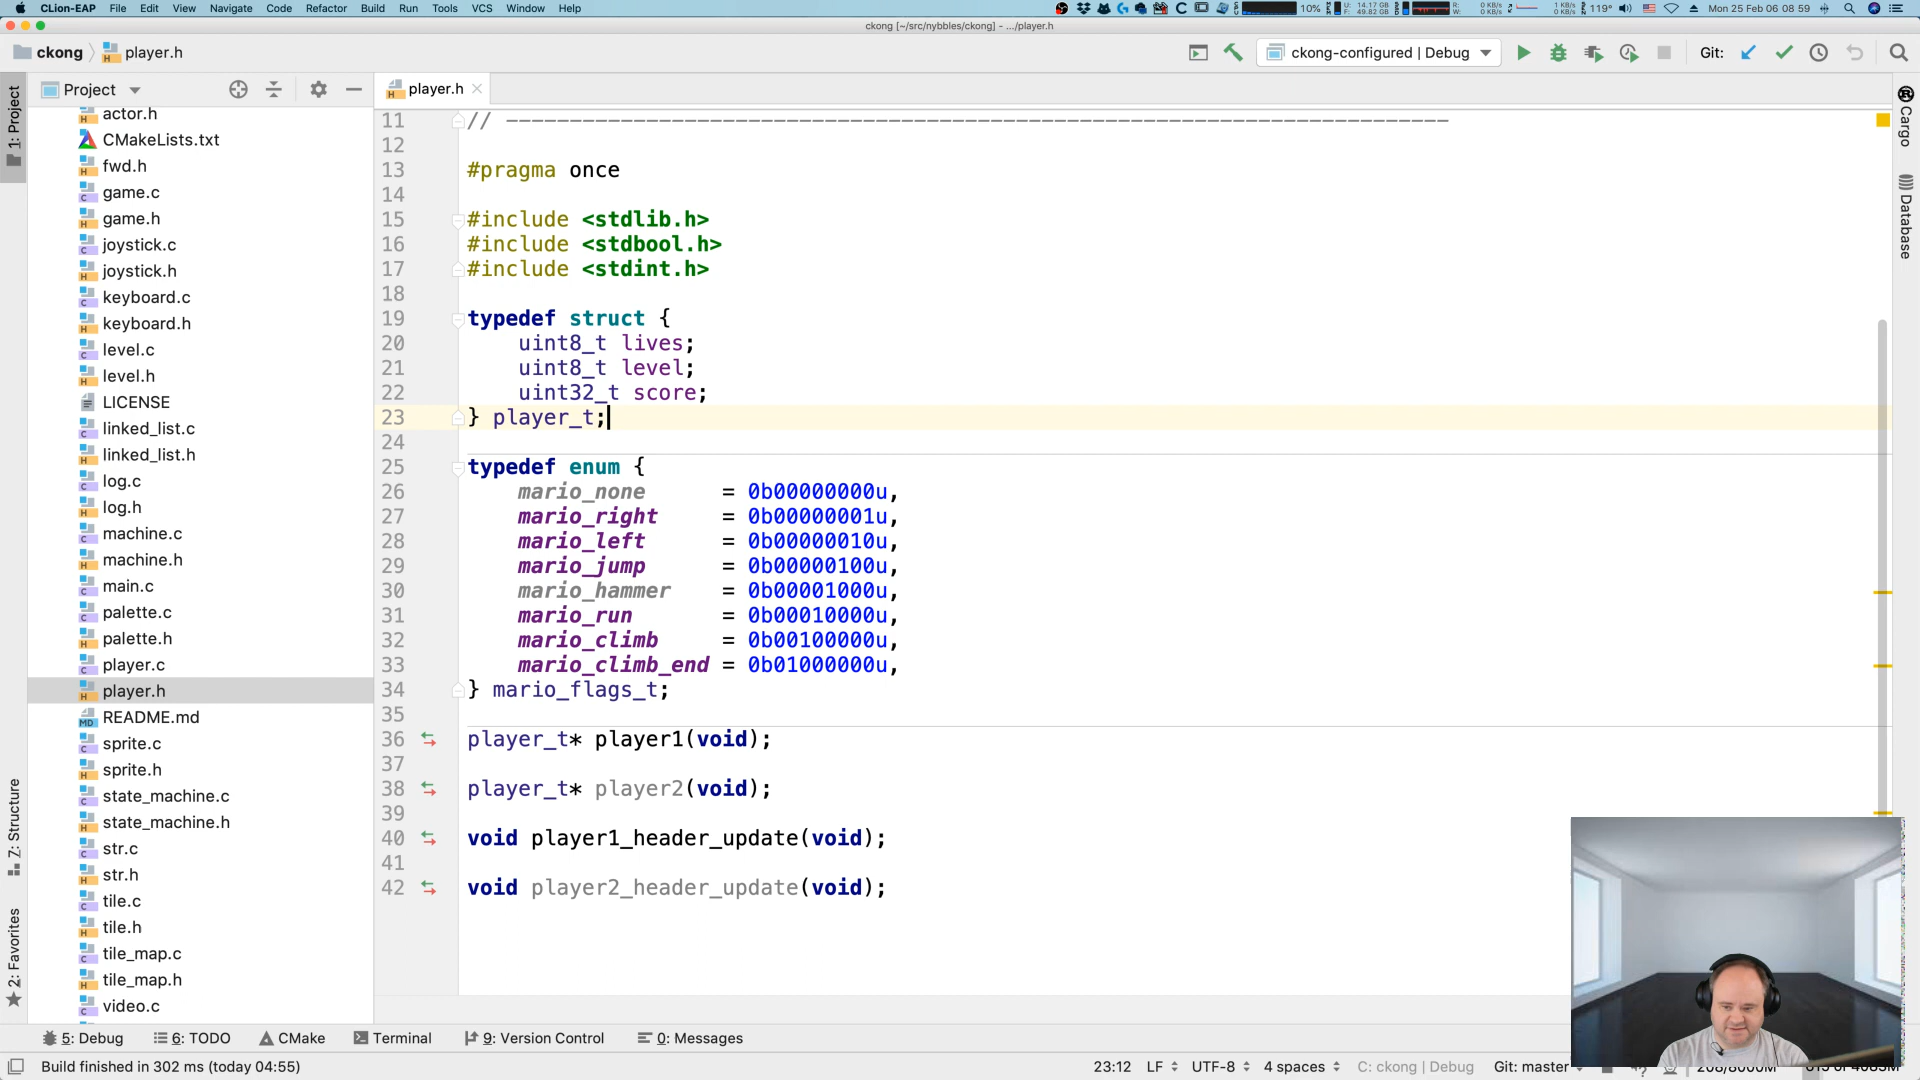 CLion-EAP File Edit View Navigate Code Refactor Build Run Tools VCS Window Help 10% 119° Mon 25 Feb 06 08 59
ckong [~/src/nybbles/ckong] - .../player.h
ckong player.h ckong-configured | Debug Git:
1: Project
Z: Structure
2: Favorites
Project
actor.h
CMakeLists.txt
fwd.h
game.c
game.h
joystick.c
joystick.h
keyboard.c
keyboard.h
level.c
level.h
LICENSE
linked_list.c
linked_list.h
log.c
log.h
machine.c
machine.h
main.c
palette.c
palette.h
player.c
player.h
README.md
sprite.c
sprite.h
state_machine.c
state_machine.h
str.c
str.h
tile.c
tile.h
tile_map.c
tile_map.h
video.c
player.h
11 // --------------------------------------------------------------------------
12
13 #pragma once
14
15 #include <stdlib.h>
16 #include <stdbool.h>
17 #include <stdint.h>
18
19 typedef struct {
20 uint8_t lives;
21 uint8_t level;
22 uint32_t score;
23 } player_t;
24
25 typedef enum {
26 mario_none = 0b00000000u,
27 mario_right = 0b00000001u,
28 mario_left = 0b00000010u,
29 mario_jump = 0b00000100u,
30 mario_hammer = 0b00001000u,
31 mario_run = 0b00010000u,
32 mario_climb = 0b00100000u,
33 mario_climb_end = 0b01000000u,
34 } mario_flags_t;
35
36 player_t* player1(void);
37
38 player_t* player2(void);
39
40 void player1_header_update(void);
41
42 void player2_header_update(void);
Cargo
Database
5: Debug 6: TODO CMake Terminal 9: Version Control 0: Messages
Build finished in 302 ms (today 04:55) 23:12 LF UTF-8 4 spaces C: ckong | Debug Git: master